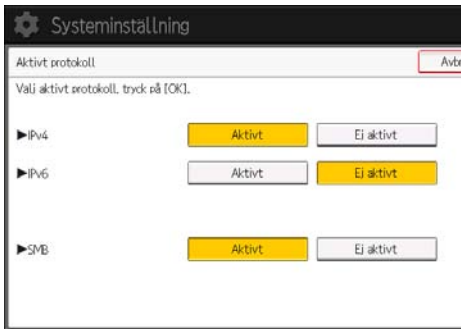 Systeminställning
Aktivt protokoll Avbr
Välj aktivt protokoll, tryck på [OK].
►IPv4 Aktivt Ej aktivt
►IPv6 Aktivt Ej aktivt
►SMB Aktivt Ej aktivt